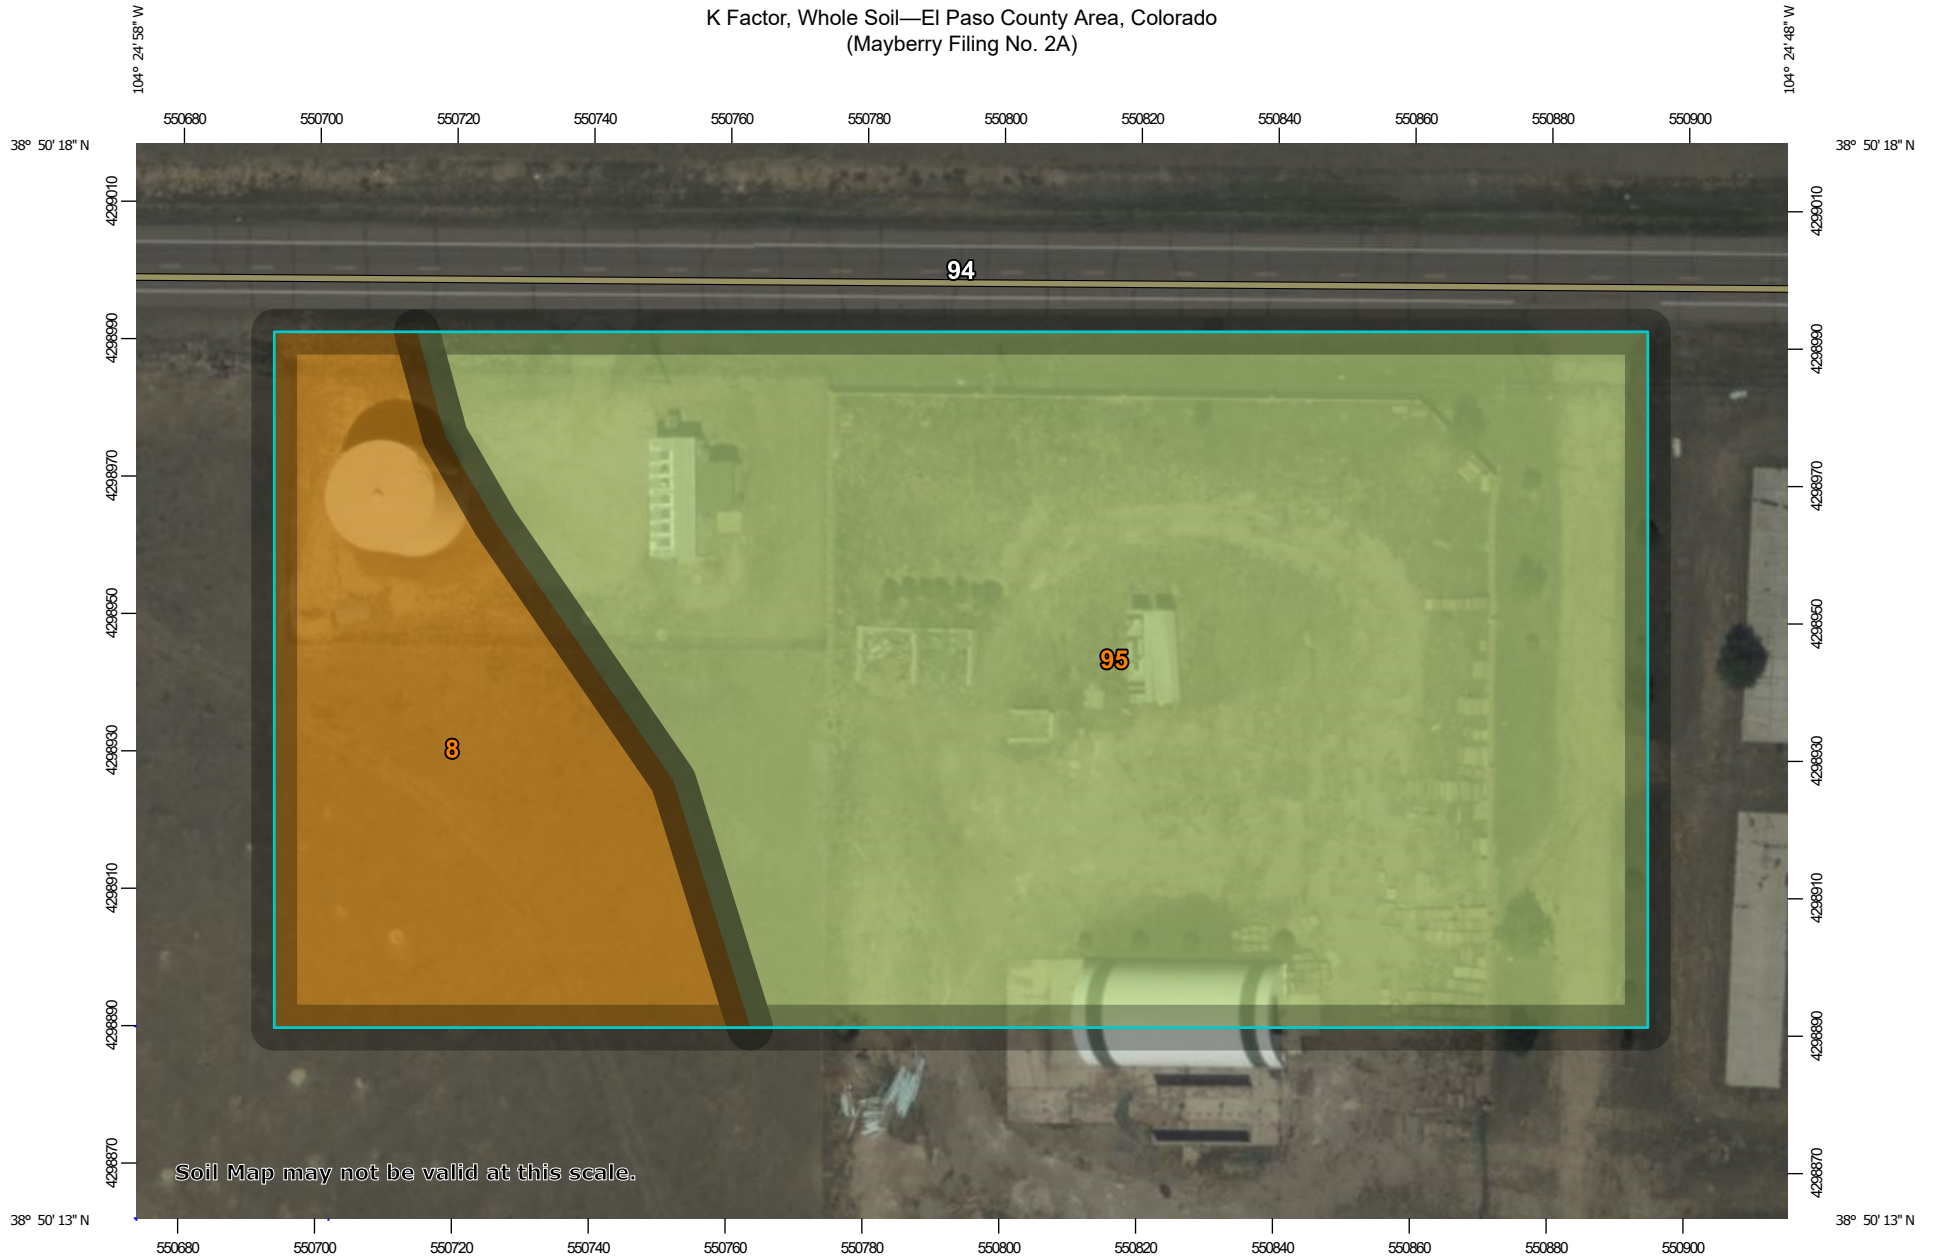 K Factor, Whole Soil—El Paso County Area, Colorado
(Mayberry Filing No. 2A)
104° 24' 58" W
104° 24' 48" W
550680 550700 550720 550740 550760 550780 550800 550820 550840 550860 550880 550900
38° 50' 18" N
38° 50' 18" N
4299010
4299010
94
4298990
4298990
4298970
4298970
4298950
4298950
95
8
4298930
4298930
4298910
4298910
4298890
4298890
4298870
4298870
Soil Map may not be valid at this scale.
38° 50' 13" N
38° 50' 13" N
550680 550700 550720 550740 550760 550780 550800 550820 550840 550860 550880 550900